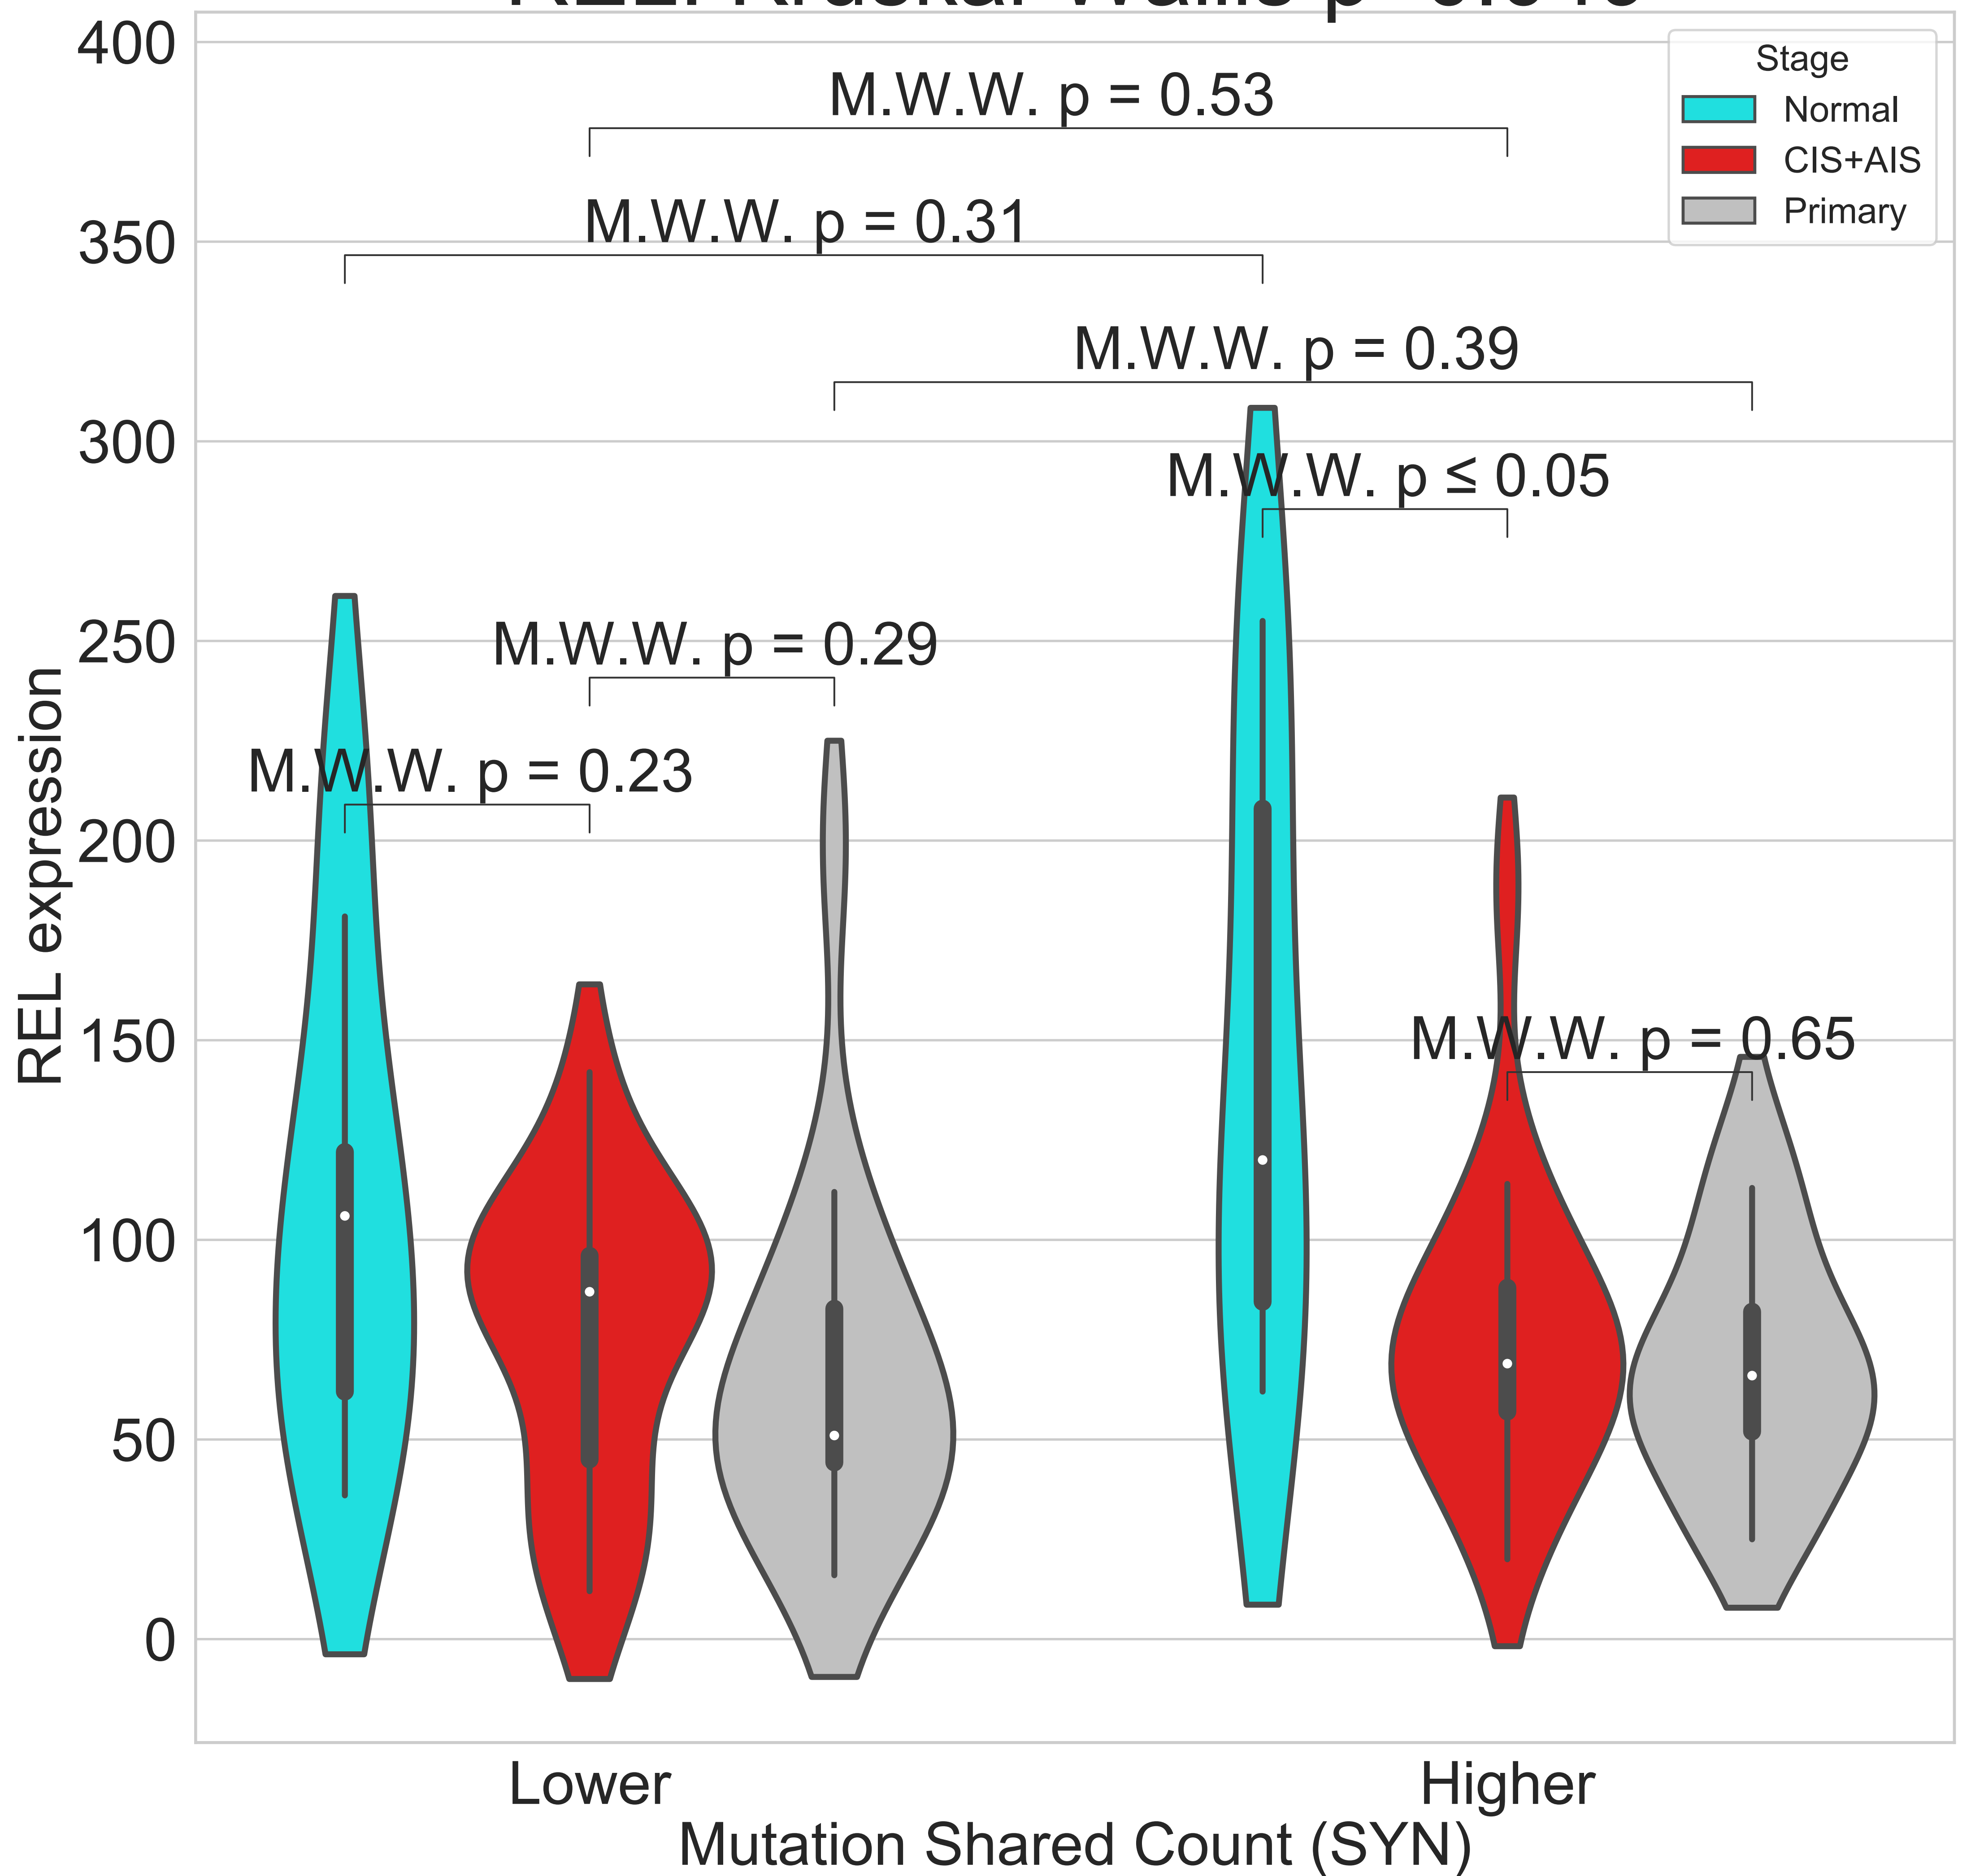 400
350
300
250
200
150
100
50
0
REL expression
M.W.W. p = 0.53
M.W.W. p = 0.31
M.W.W. p = 0.39
M.W.W. p ≤ 0.05
M.W.W. p = 0.29
M.W.W. p = 0.23
M.W.W. p = 0.65
Stage
Normal
CIS+AIS
Primary
Lower
Higher
Mutation Shared Count (SYN)